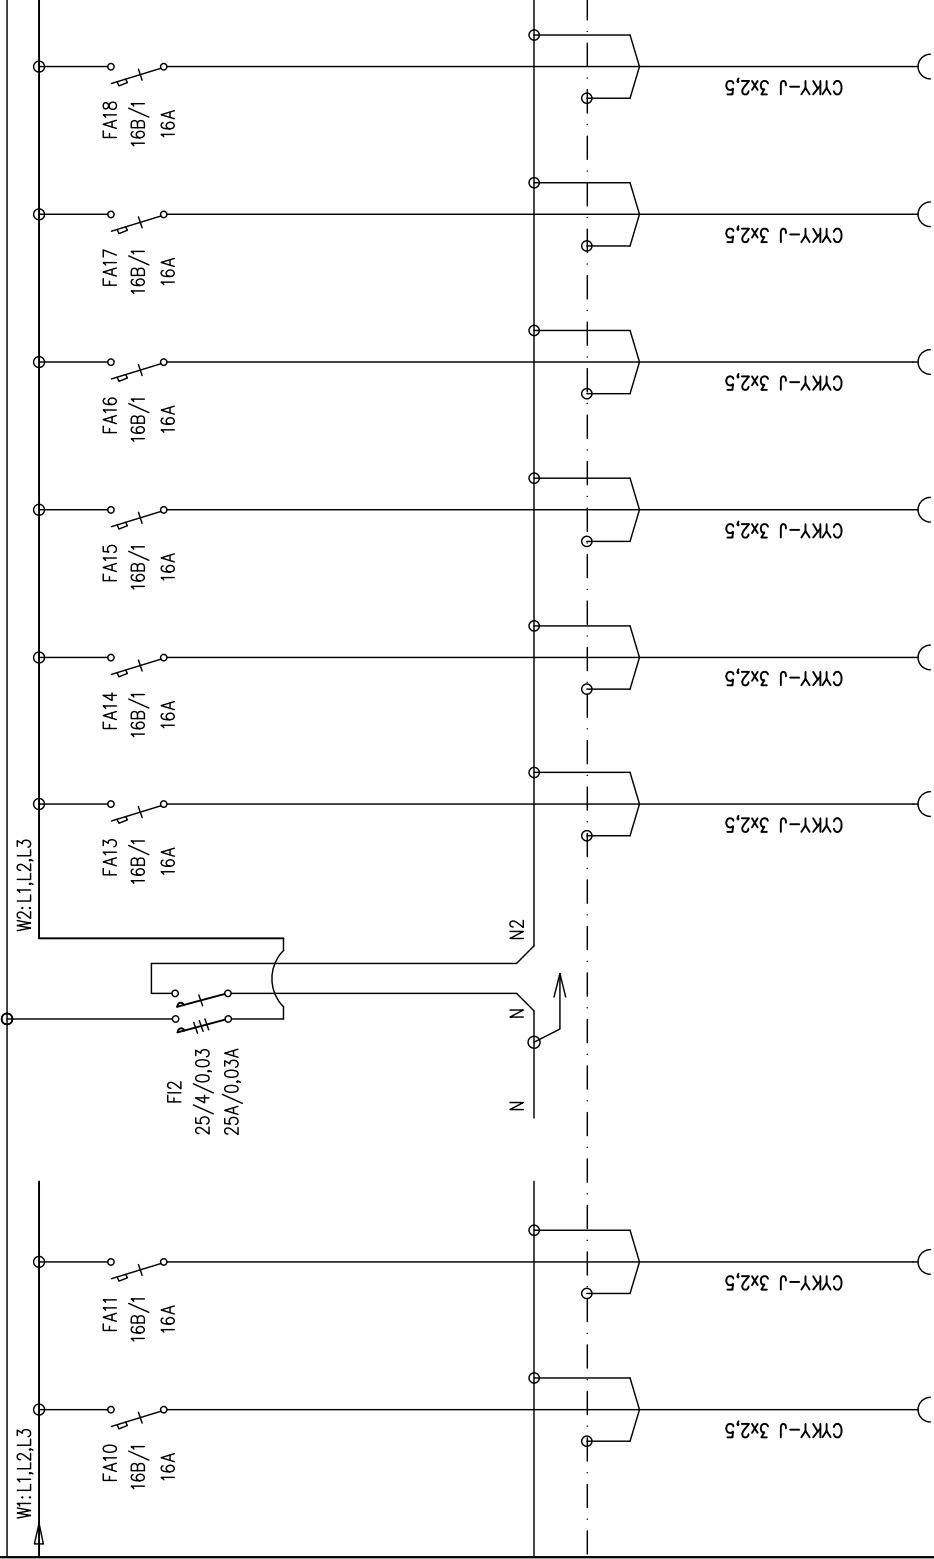 W1:L1,L2,L3
FA10
16B/1
16A
CYKY-J 3x2,5
FA11
16B/1
16A
CYKY-J 3x2,5
FI2
25/4/0,03
25A/0,03A
N
N
N2
W2:L1,L2,L3
FA13
16B/1
16A
CYKY-J 3x2,5
FA14
16B/1
16A
CYKY-J 3x2,5
FA15
16B/1
16A
CYKY-J 3x2,5
FA16
16B/1
16A
CYKY-J 3x2,5
FA17
16B/1
16A
CYKY-J 3x2,5
FA18
16B/1
16A
CYKY-J 3x2,5